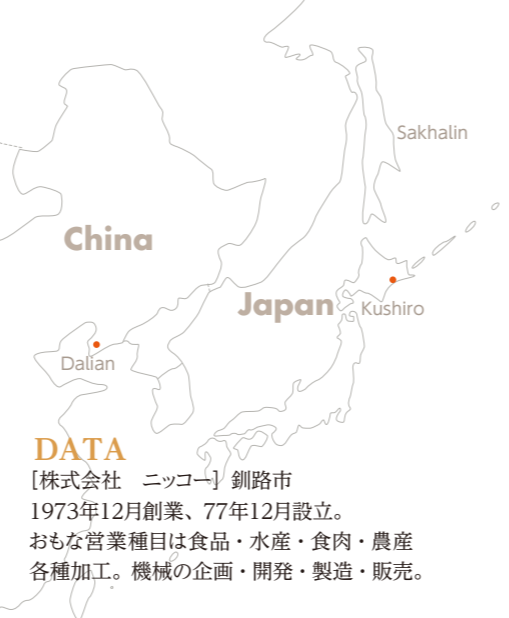 Sakhalin
China
Japan
Kushiro
Dalian
DATA
［株式会社　ニッコー］釧路市
1973年12月創業、77年12月設立。
おもな営業種目は食品・水産・食肉・農産
各種加工。機械の企画・開発・製造・販売。